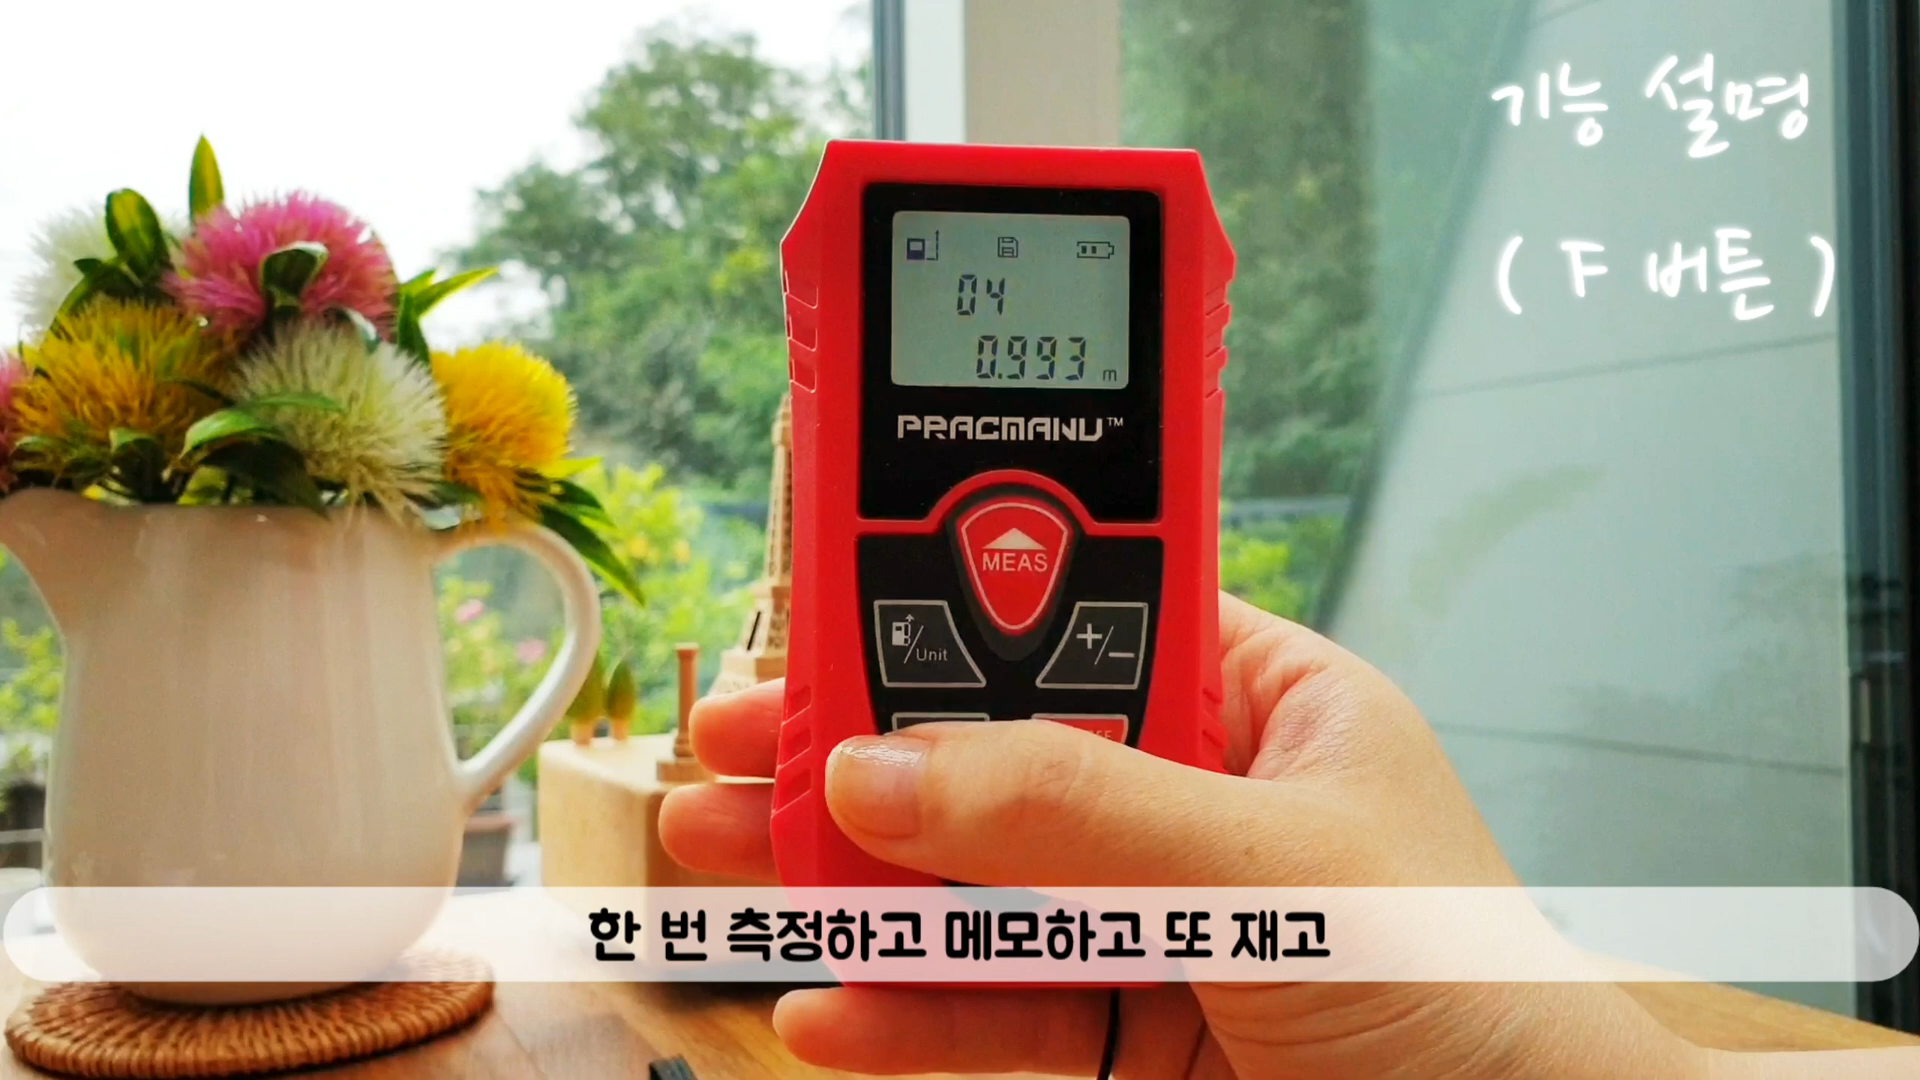 기능 설명
( F 버튼 )
04
0.993 m
PRACMANU™
MEAS
Unit
+/-
한 번 측정하고 메모하고 또 재고